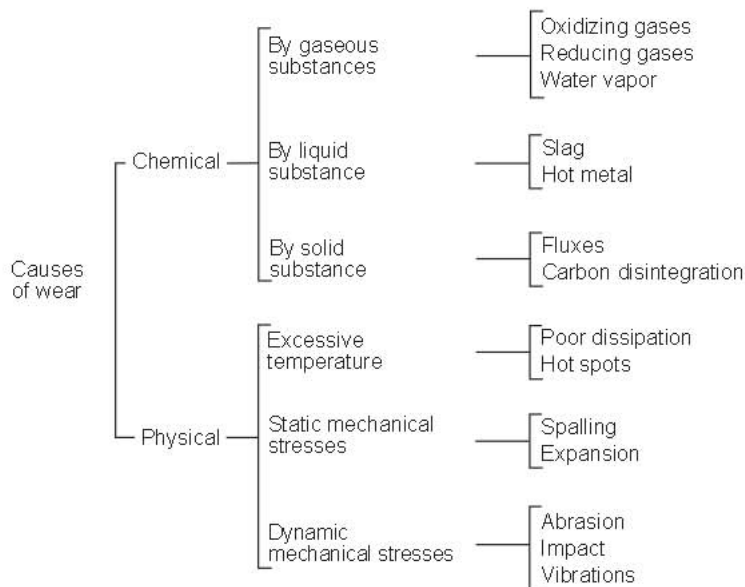 Causes
of wear
Chemical
By gaseous
substances
Oxidizing gases
Reducing gases
Water vapor
By liquid
substance
Slag
Hot metal
By solid
substance
Fluxes
Carbon disintegration
Physical
Excessive
temperature
Poor dissipation
Hot spots
Static mechanical
stresses
Spalling
Expansion
Dynamic
mechanical stresses
Abrasion
Impact
Vibrations